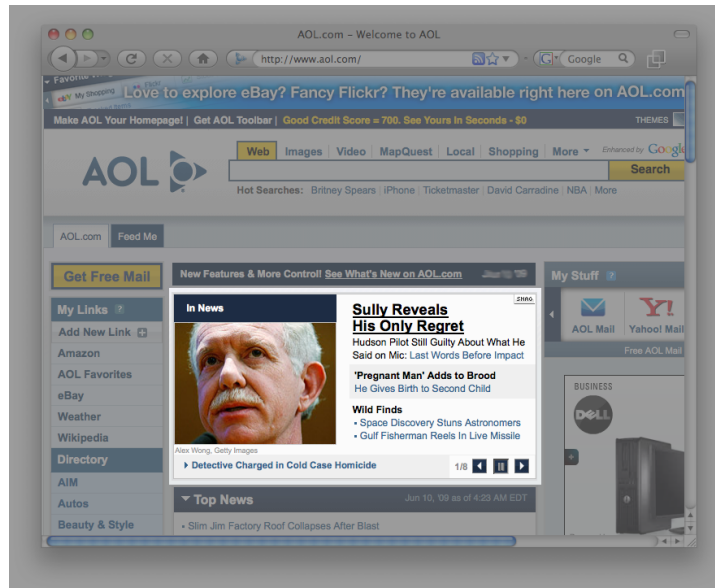 AOL.com – Welcome to AOL
http://www.aol.com/
Google
Favorite
Flickr
eBY My Shopping
Love to explore eBay? Fancy Flickr? They're available right here on AOL.com
Make AOL Your Homepage! | Get AOL Toolbar | Good Credit Score = 700. See Yours In Seconds - $0
THEMES
Web Images Video MapQuest Local Shopping More
Enhanced by Google
AOL
Search
Hot Searches: Britney Spears | iPhone | Ticketmaster | David Carradine | NBA | More
AOL.com Feed Me
Get Free Mail
New Features & More Control! See What's New on AOL.com
My Links ?
Add New Link
Amazon
AOL Favorites
eBay
Weather
Wikipedia
Directory
AIM
Autos
Beauty & Style
In News
SHAG
Sully Reveals
His Only Regret
Hudson Pilot Still Guilty About What He
Said on Mic: Last Words Before Impact
'Pregnant Man' Adds to Brood
He Gives Birth to Second Child
Wild Finds
• Space Discovery Stuns Astronomers
• Gulf Fisherman Reels In Live Missile
Alex Wong, Getty Images
Detective Charged in Cold Case Homicide
1/8
Top News
Jun 10, '09 as of 4:23 AM EDT
• Slim Jim Factory Roof Collapses After Blast
My Stuff ?
Y!
AOL Mail Yahoo! Mail
Free AOL Mail
BUSINESS
DELL